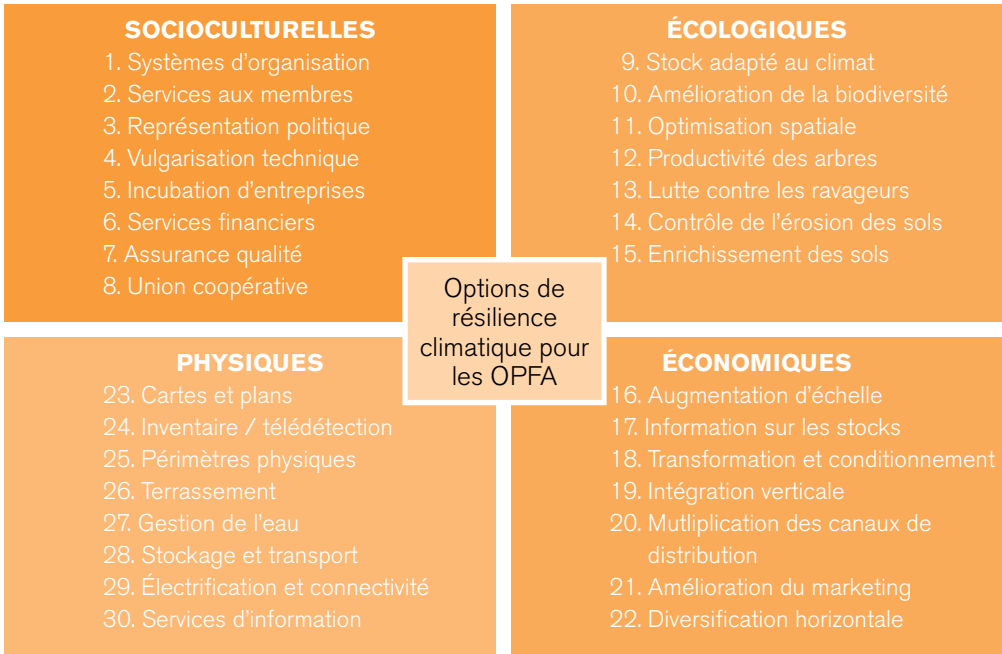 SOCIOCULTURELLES
1. Systèmes d’organisation
2. Services aux membres
3. Représentation politique
4. Vulgarisation technique
5. Incubation d’entreprises
6. Services financiers
7. Assurance qualité
8. Union coopérative
ÉCOLOGIQUES
9. Stock adapté au climat
10. Amélioration de la biodiversité
11. Optimisation spatiale
12. Productivité des arbres
13. Lutte contre les ravageurs
14. Contrôle de l’érosion des sols
15. Enrichissement des sols
Options de
résilience
climatique pour
les OPFA
PHYSIQUES
23. Cartes et plans
24. Inventaire / télédétection
25. Périmètres physiques
26. Terrassement
27. Gestion de l’eau
28. Stockage et transport
29. Électrification et connectivité
30. Services d’information
ÉCONOMIQUES
16. Augmentation d’échelle
17. Information sur les stocks
18. Transformation et conditionnement
19. Intégration verticale
20. Mutliplication des canaux de
distribution
21. Amélioration du marketing
22. Diversification horizontale